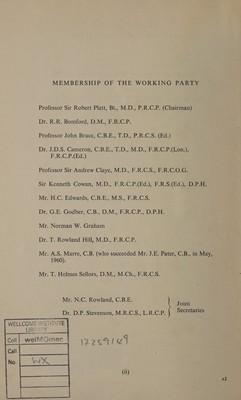 MEMBERSHIP OF THE WORKING PARTY
Professor Sir Robert Platt, Bt., M.D., P.R.C.P. (Chairman)
Dr. R.R. Bomford, D.M., F.R.C.P.
Professor John Bruce, C.B.E., T.D., P.R.C.S. (Ed.)
Dr. J.D.S. Cameron, C.B.E., T.D., M.D., F.R.C.P.(Lon.),
F.R.C.P.(Ed.)
Professor Sir Andrew Claye, M.D., F.R.C.S., F.R.C.O.G.
Sir Kenneth Cowan, M.D., F.R.C.P.(Ed.), F.R.S.(Ed.), D.P.H.
Mr. H.C. Edwards, C.B.E., M.S., F.R.C.S.
Dr. G.E. Godber, C.B., D.M., F.R.C.P., D.P.H.
Mr. Norman W. Graham
Dr. T. Rowland Hill, M.D., F.R.C.P.
Mr. A.S. Marre, C.B. (who succeeded Mr. J.E. Pater, C.B., in May,
1960).
Mr. T. Holmes Sellors, D.M., M.Ch., F.R.C.S.
Mr. N.C. Rowland, C.B.E.
Dr. D.P. Stevenson, M.R.C.S., L.R.C.P.
Joint
Secretaries
WELLCOME INSTITUTE
LIBRARY
Coll. welMOmec
Call
No. WX
(ii)